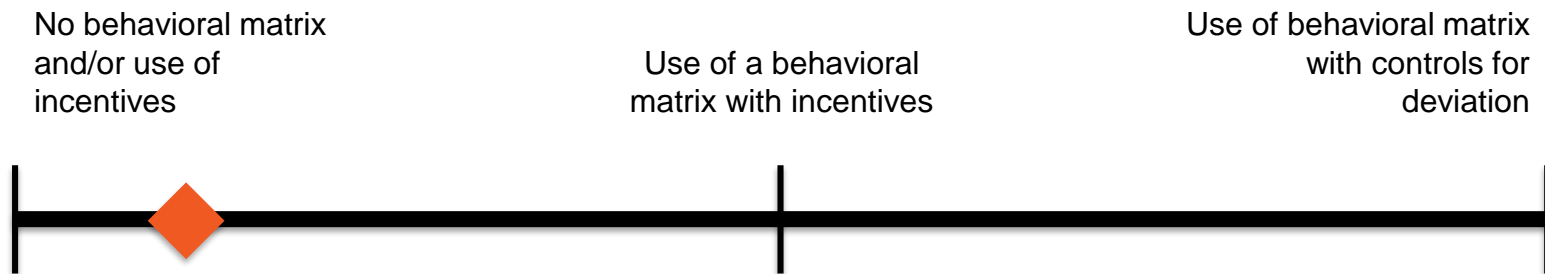 No behavioral matrix
and/or use of
incentives
Use of a behavioral
matrix with incentives
Use of behavioral matrix
with controls for
deviation